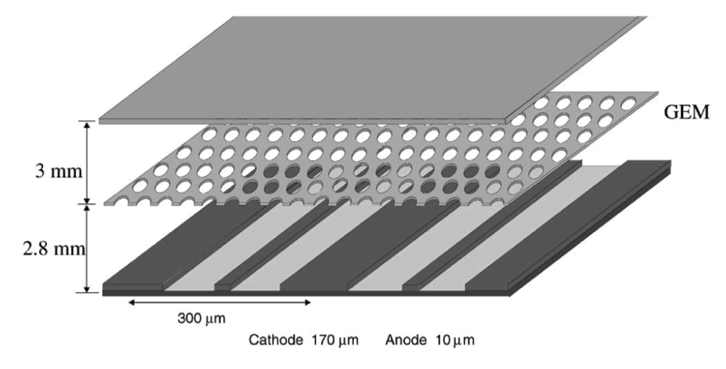 GEM
3 mm
2.8 mm
300 μm
Cathode 170 μm Anode 10 μm